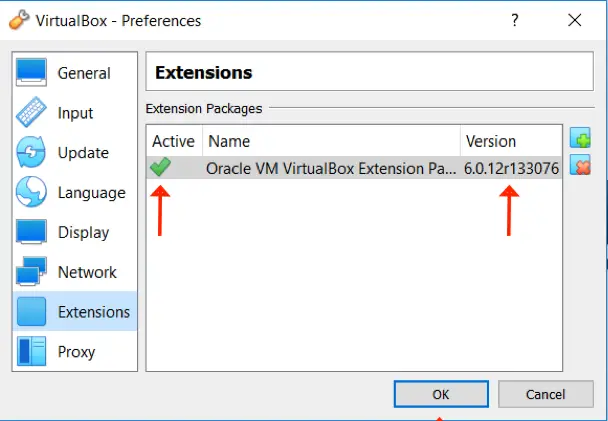 VirtualBox - Preferences
General
Input
Update
Language
Display
Network
Extensions
Proxy
Extensions
Extension Packages
Active Name Version
Oracle VM VirtualBox Extension Pa... 6.0.12r133076
OK Cancel